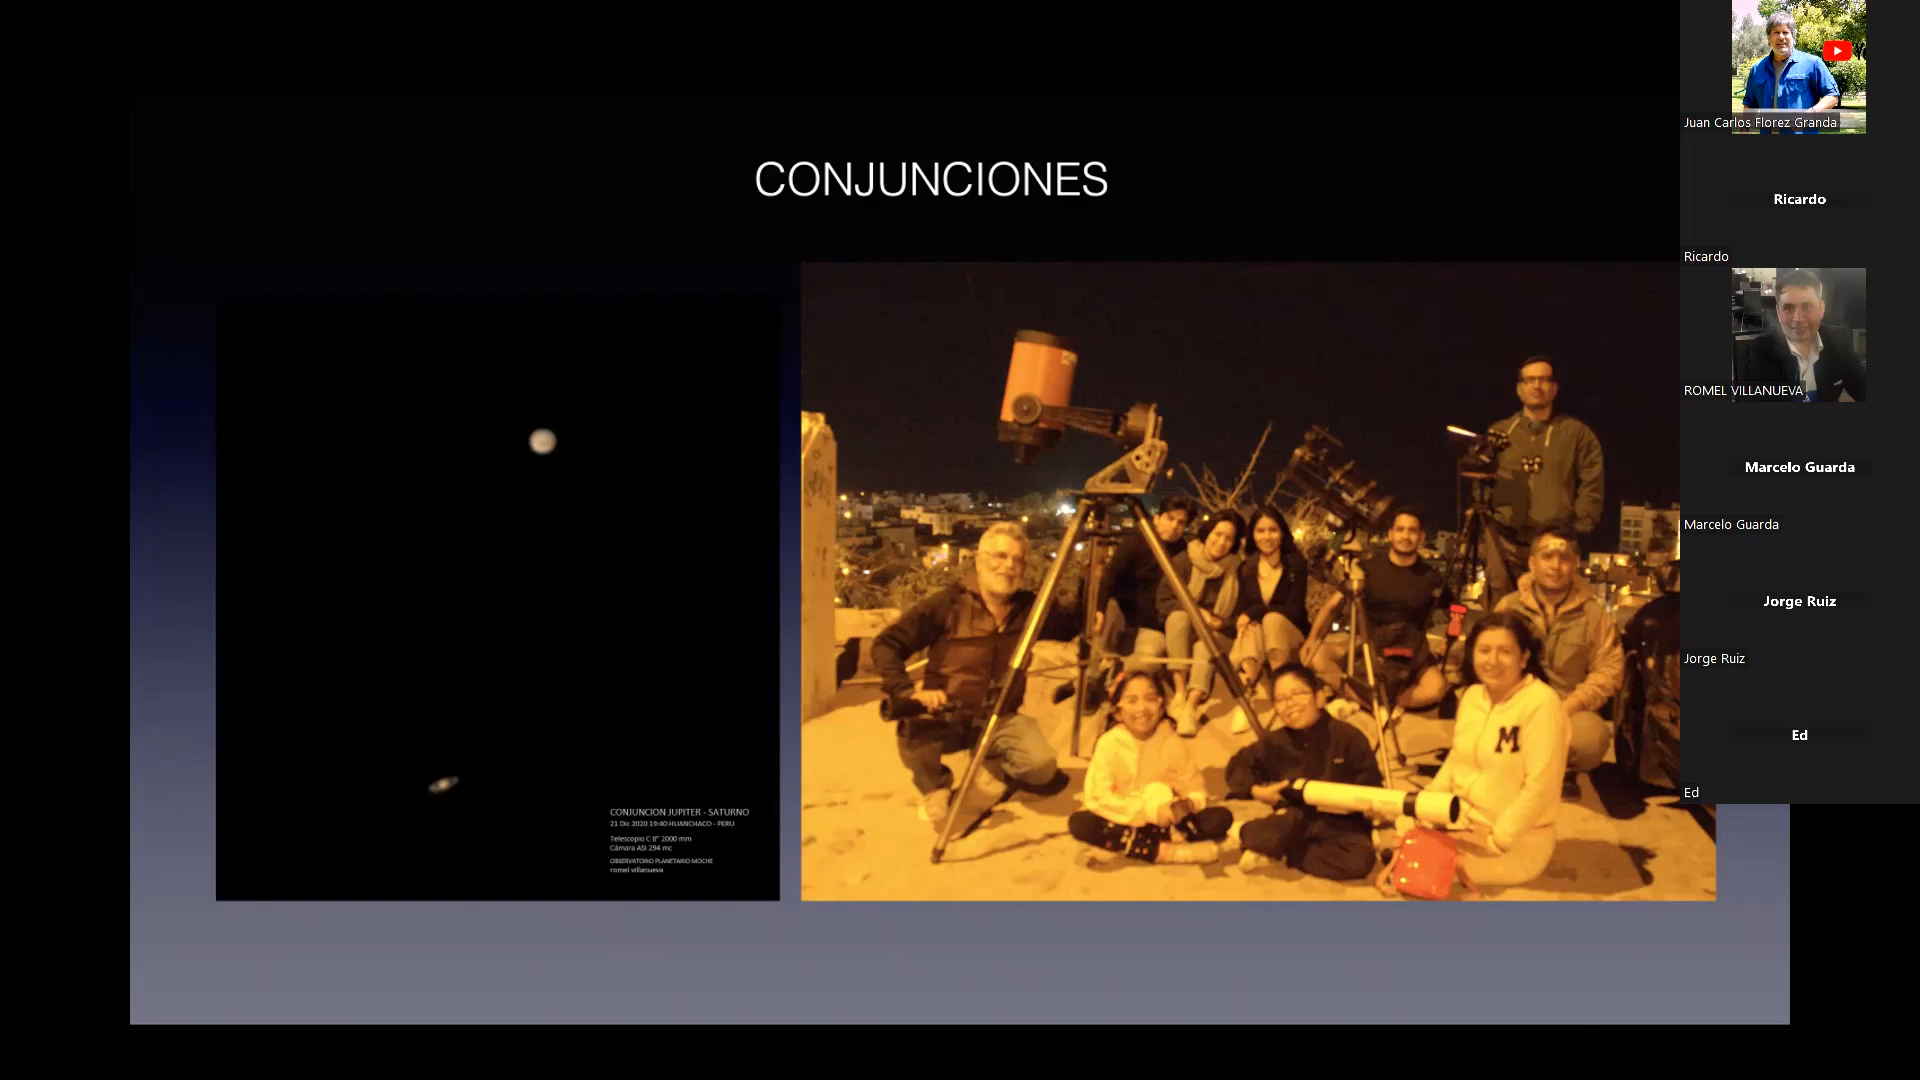 CONJUNCIONES
CONJUNCION JUPITER - SATURNO
21 Dic 2020 19:40 HUANCHACO - PERU
Telescopio C 8" 2000 mm
Cámara ASI 294 mc
OBSERVATORIO PLANETARIO MOCHE
romel villanueva
M
Juan Carlos Florez Granda
Ricardo
Ricardo
ROMEL VILLANUEVA
Marcelo Guarda
Marcelo Guarda
Jorge Ruiz
Jorge Ruiz
Ed
Ed